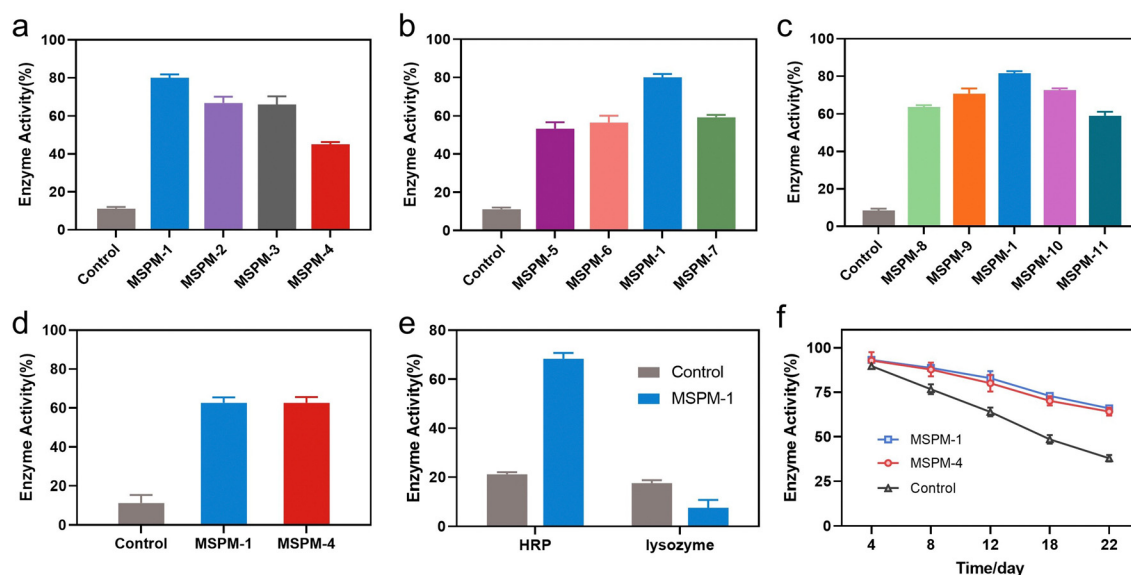 a
Enzyme Activity(%)
100
80
60
40
20
0
Control
MSPM-1
MSPM-2
MSPM-3
MSPM-4
b
Enzyme Activity(%)
100
80
60
40
20
0
Control
MSPM-5
MSPM-6
MSPM-1
MSPM-7
c
Enzyme Activity(%)
100
80
60
40
20
0
Control
MSPM-8
MSPM-9
MSPM-1
MSPM-10
MSPM-11
d
Enzyme Activity(%)
100
80
60
40
20
0
Control
MSPM-1
MSPM-4
e
Enzyme Activity(%)
80
60
40
20
0
Control
MSPM-1
HRP
lysozyme
f
Enzyme Activity(%)
100
75
50
25
0
MSPM-1
MSPM-4
Control
4
8
12
18
22
Time/day